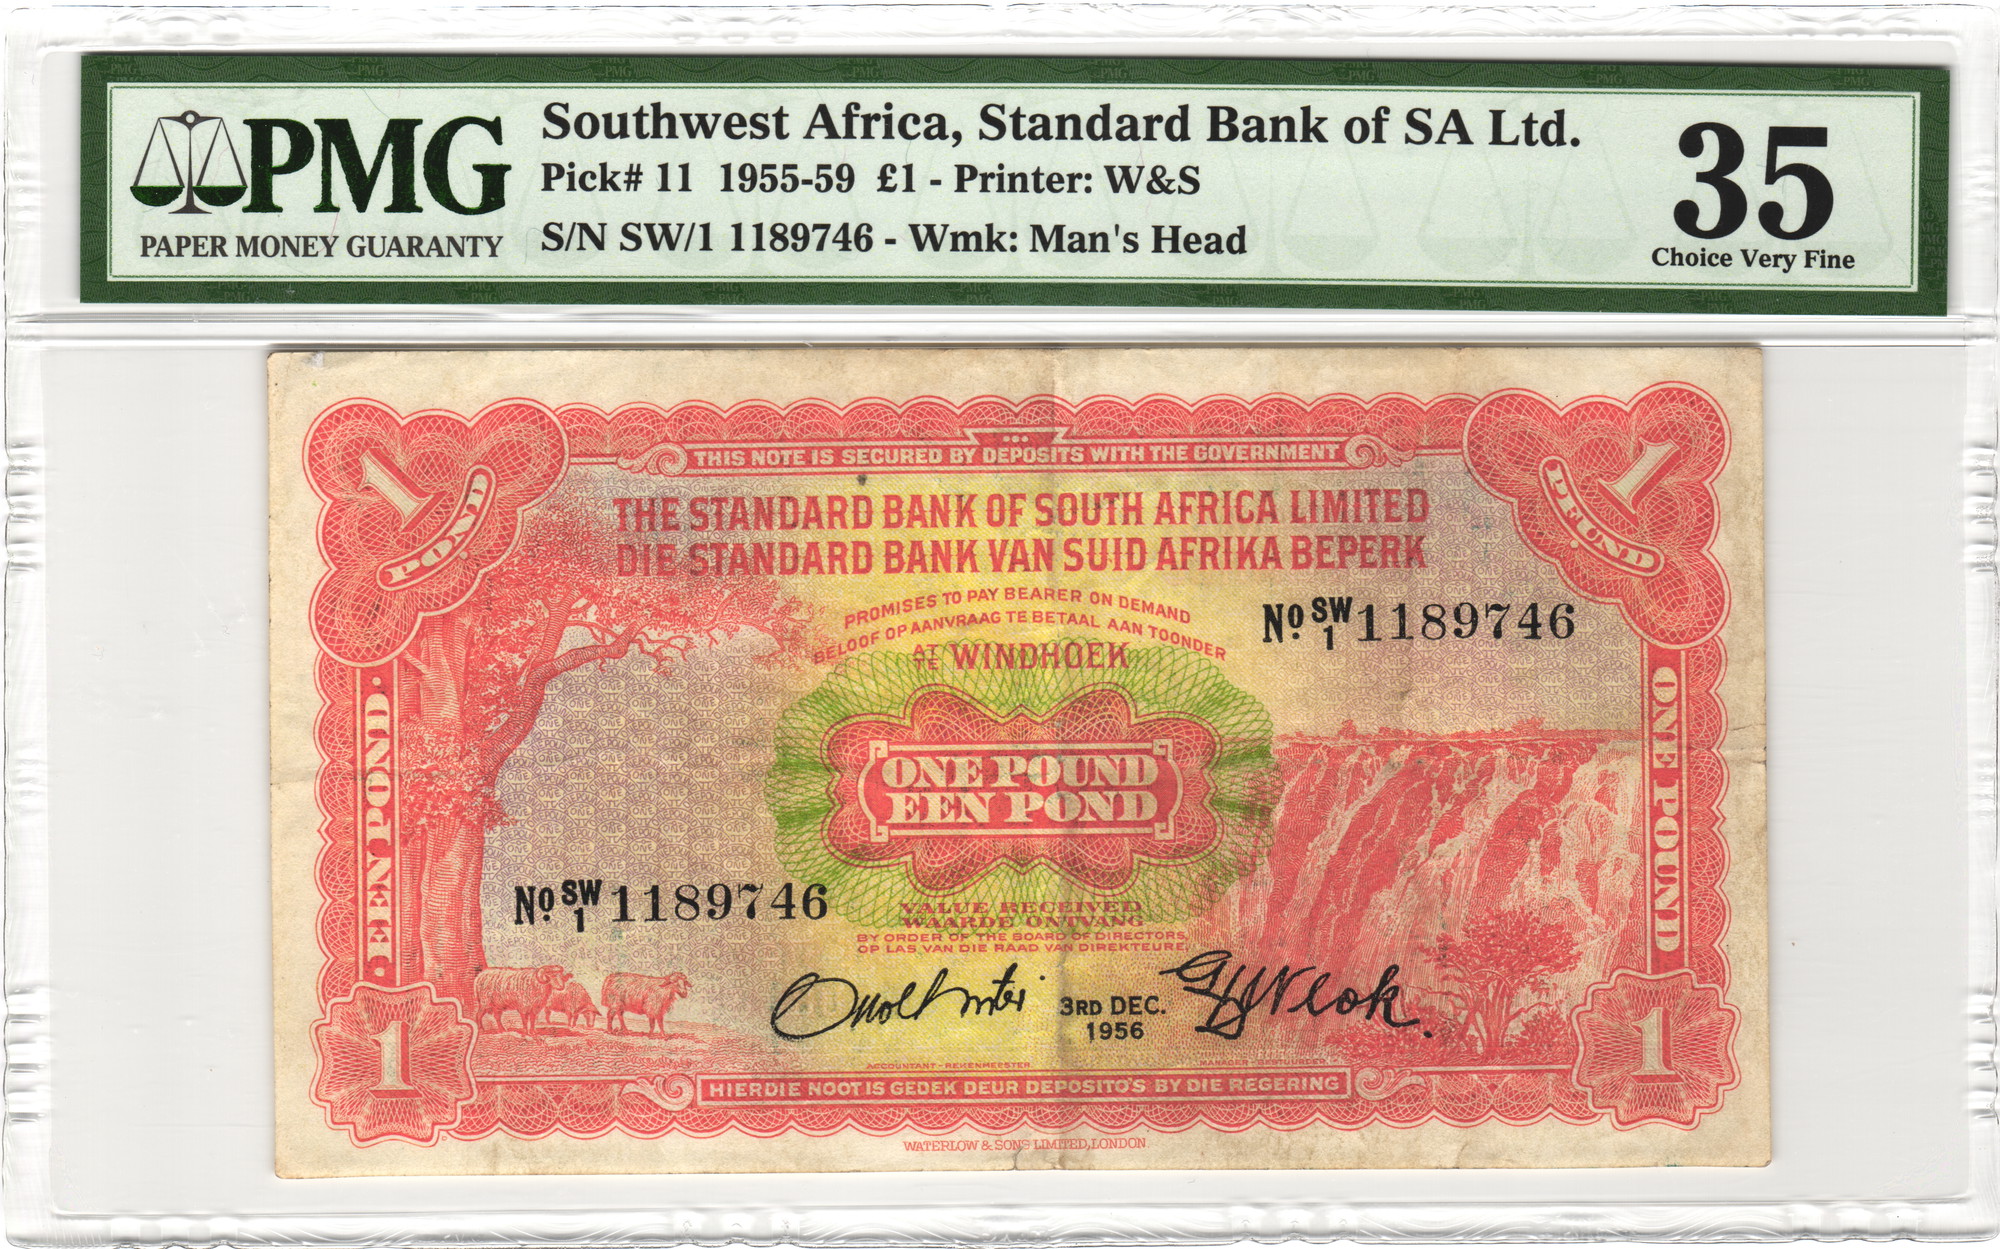 PMG
PAPER MONEY GUARANTY
Southwest Africa, Standard Bank of SA Ltd.
Pick# 11 1955-59 £1 - Printer: W&S
S/N SW/1 1189746 - Wmk: Man's Head
35
Choice Very Fine
1
POND
THIS NOTE IS SECURED BY DEPOSITS WITH THE GOVERNMENT
1
PFUND
THE STANDARD BANK OF SOUTH AFRICA LIMITED
DIE STANDARD BANK VAN SUID AFRIKA BEPERK
PROMISES TO PAY BEARER ON DEMAND
BELOOF OP AANVRAAG TE BETAAL AAN TOONDER
AT
TE WINDHOEK
No. SW/1 1189746
EEN POND
ONE POUND
EEN POND
ONE POUND
No. SW/1 1189746
VALUE RECEIVED
WAARDE ONTVANG
BY ORDER OF THE BOARD OF DIRECTORS,
OP LAS VAN DIE RAAD VAN DIREKTEURE,
3RD DEC.
1956
ACCOUNTANT - REKENMEESTER
1
HIERDIE NOOT IS GEDEK DEUR DEPOSITO'S BY DIE REGERING
1
WATERLOW & SONS LIMITED, LONDON